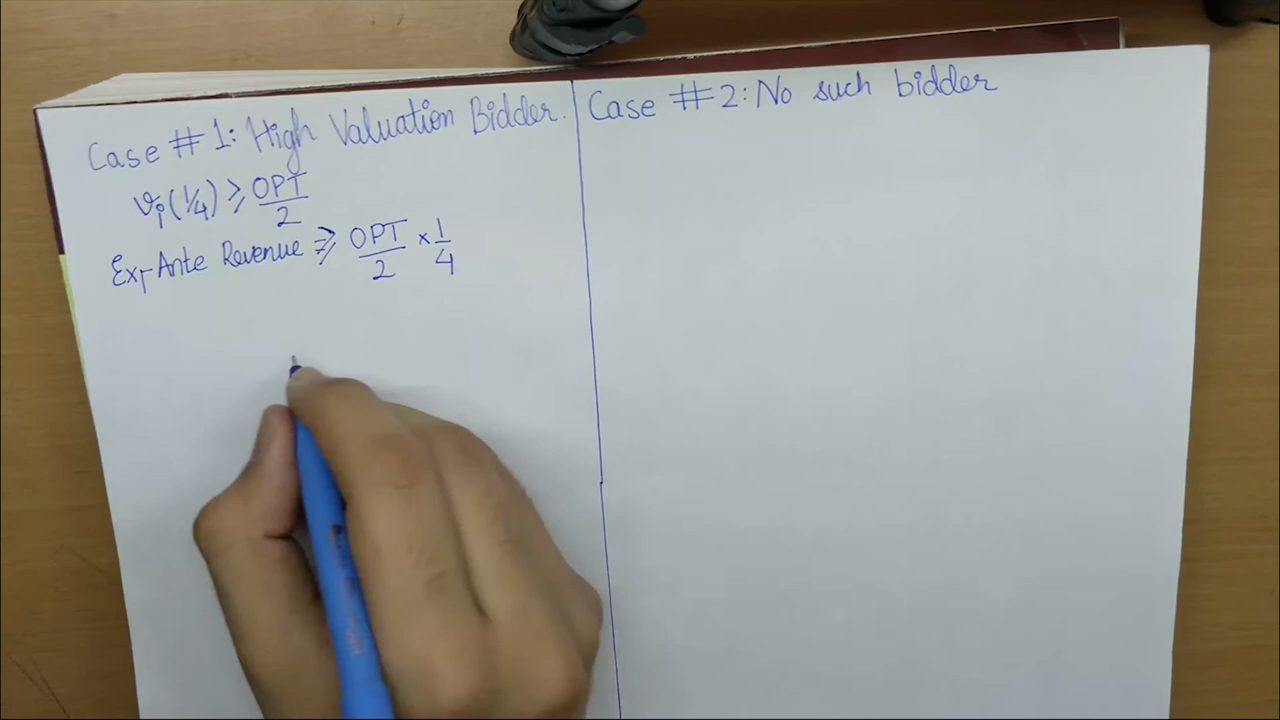 Case # 1: High Valuation Bidder.
vᵢ(1/4) ⩾ OPT/2
Ex-Ante Revenue ⩾ OPT/2 × 1/4
Case # 2: No such bidder